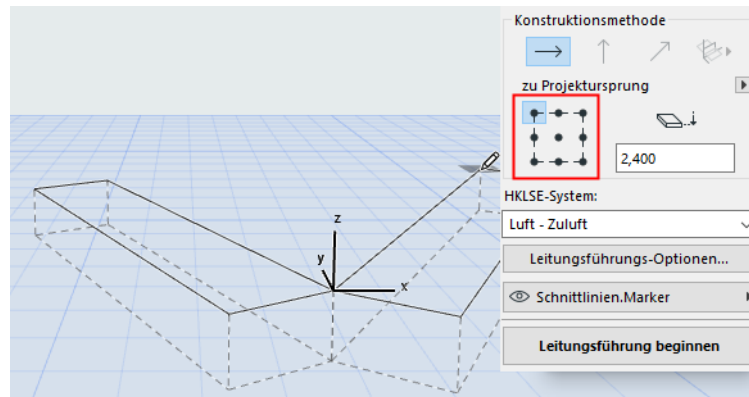 Konstruktionsmethode
zu Projektursprung
2,400
HKLSE-System:
Luft - Zuluft
Leitungsführungs-Optionen...
Schnittlinien.Marker
Leitungsführung beginnen
z
y
x